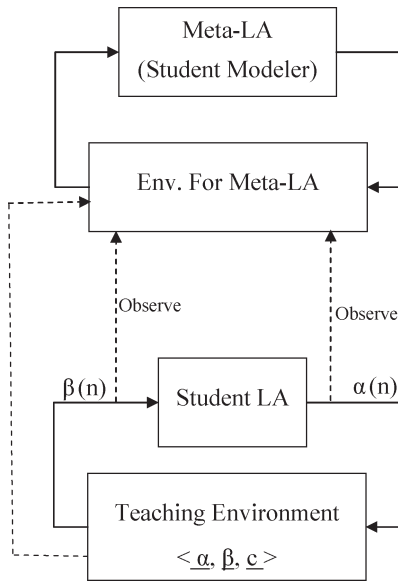 Meta-LA
(Student Modeler)
Env. For Meta-LA
Observe
Observe
β(n)
Student LA
α(n)
Teaching Environment
< α, β, c >